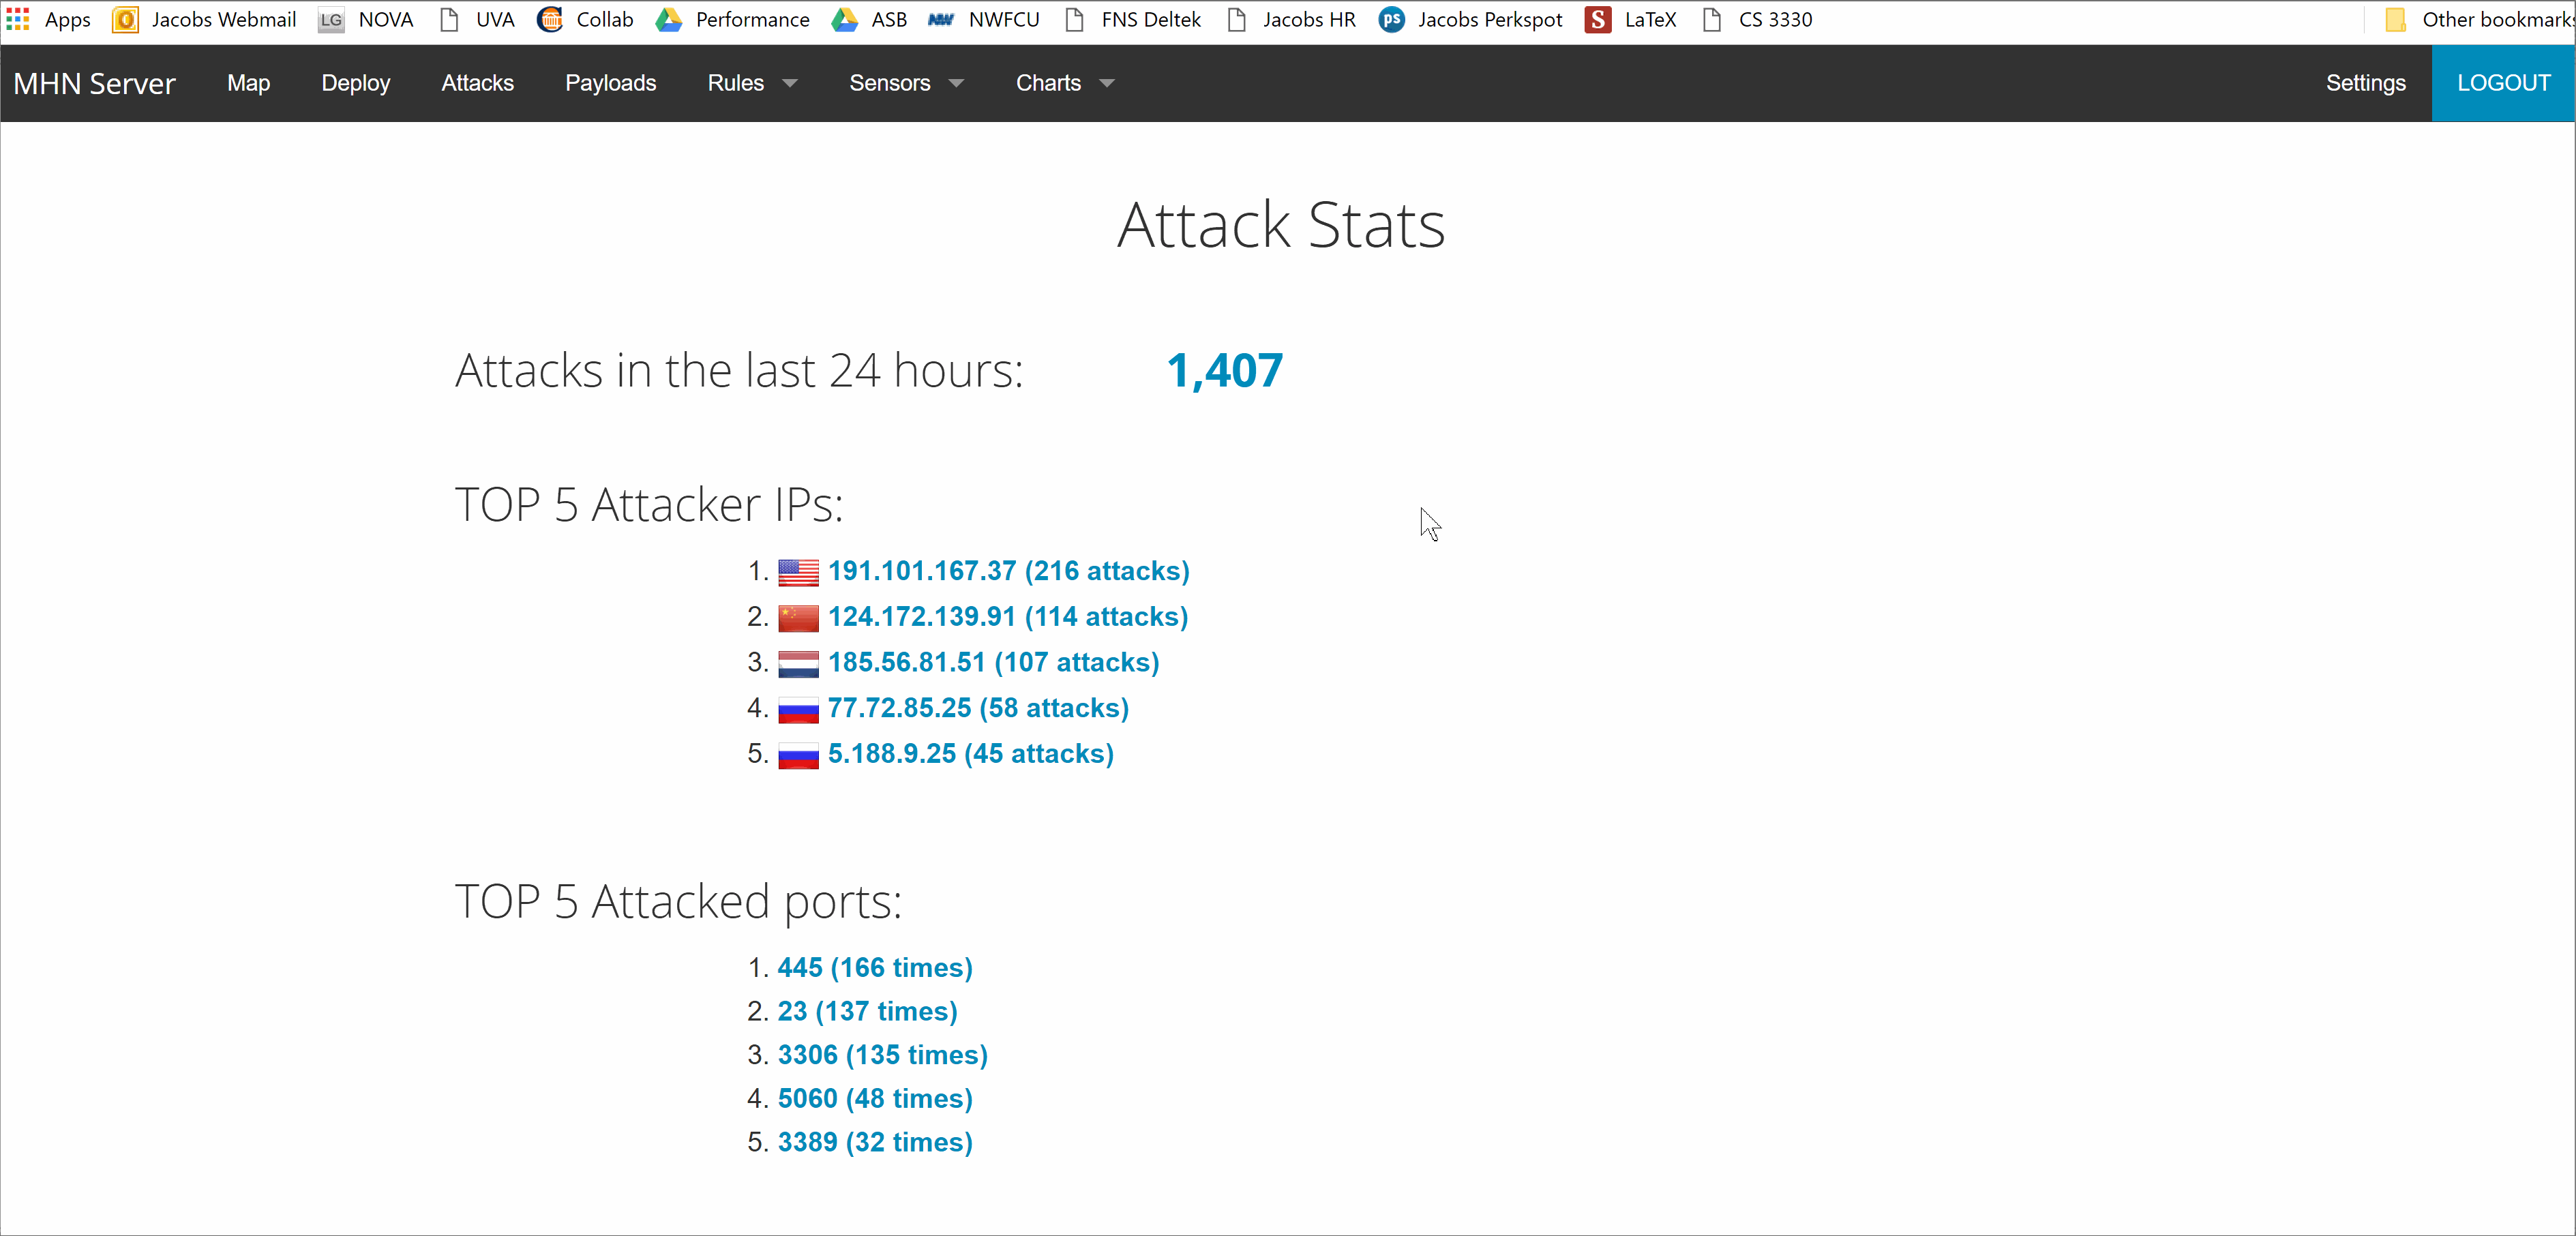 Apps Jacobs Webmail LG NOVA UVA Collab Performance ASB NW NWFCU FNS Deltek Jacobs HR ps Jacobs Perkspot S LaTeX CS 3330 Other bookmarks
MHN Server Map Deploy Attacks Payloads Rules Sensors Charts Settings LOGOUT
Attack Stats
Attacks in the last 24 hours: 1,407
TOP 5 Attacker IPs:
1. 191.101.167.37 (216 attacks)
2. 124.172.139.91 (114 attacks)
3. 185.56.81.51 (107 attacks)
4. 77.72.85.25 (58 attacks)
5. 5.188.9.25 (45 attacks)
TOP 5 Attacked ports:
1. 445 (166 times)
2. 23 (137 times)
3. 3306 (135 times)
4. 5060 (48 times)
5. 3389 (32 times)